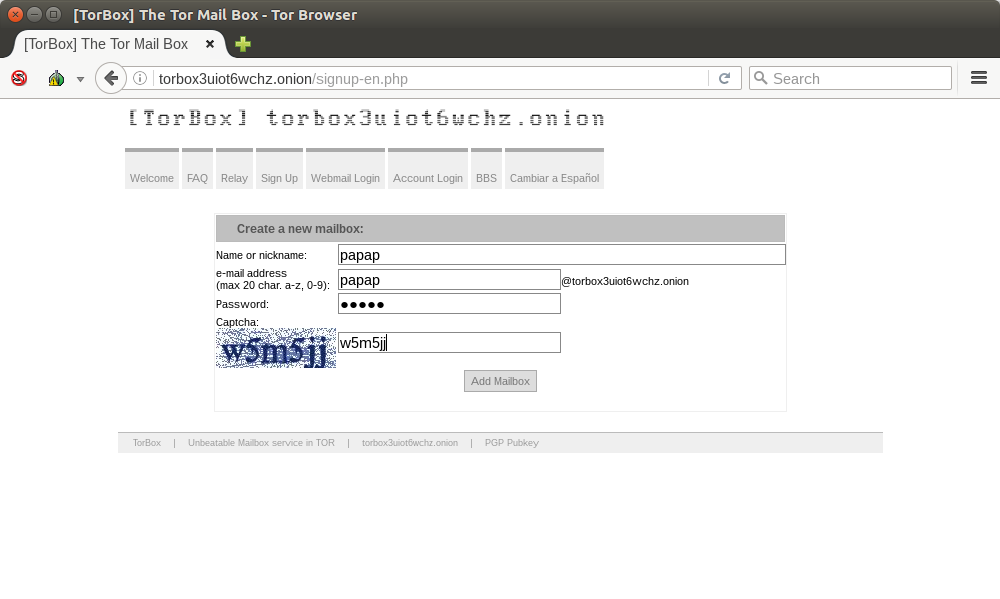 [TorBox] The Tor Mail Box - Tor Browser
[TorBox] The Tor Mail Box
torbox3uiot6wchz.onion/signup-en.php
Search
[TorBox] torbox3uiot6wchz.onion
Welcome FAQ Relay Sign Up Webmail Login Account Login BBS Cambiar a Español
Create a new mailbox:
Name or nickname: papap
e-mail address
(max 20 char. a-z, 0-9): papap @torbox3uiot6wchz.onion
Password: ●●●●●
Captcha:
w5m5jj w5m5jj
Add Mailbox
TorBox | Unbeatable Mailbox service in TOR | torbox3uiot6wchz.onion | PGP Pubkey